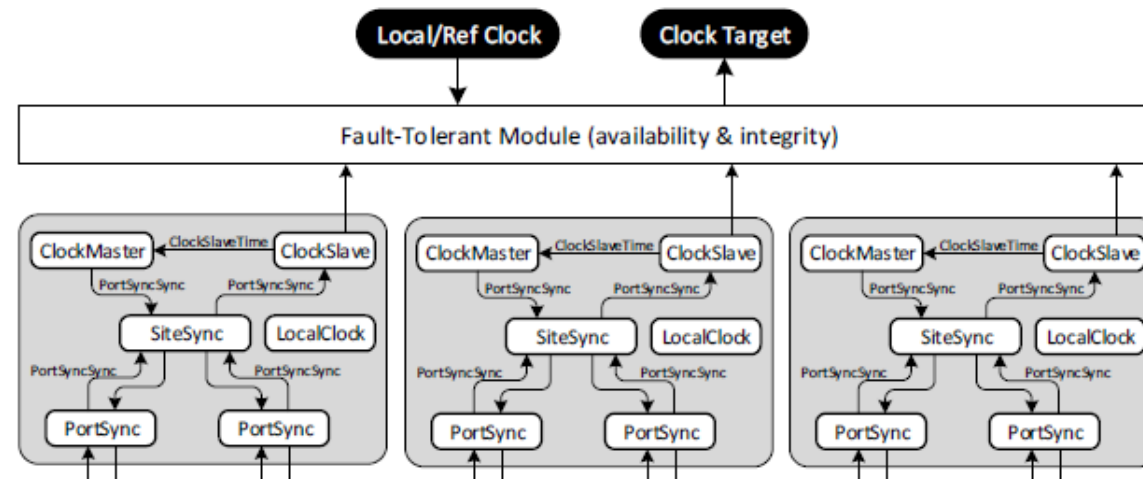 Local/Ref Clock
Clock Target
Fault-Tolerant Module (availability & integrity)
ClockMaster
ClockSlaveTime
ClockSlave
PortSyncSync
PortSyncSync
SiteSync
LocalClock
PortSyncSync
PortSyncSync
PortSync
PortSync
ClockMaster
ClockSlaveTime
ClockSlave
PortSyncSync
PortSyncSync
SiteSync
LocalClock
PortSyncSync
PortSyncSync
PortSync
PortSync
ClockMaster
ClockSlaveTime
ClockSlave
PortSyncSync
PortSyncSync
SiteSync
LocalClock
PortSyncSync
PortSyncSync
PortSync
PortSync